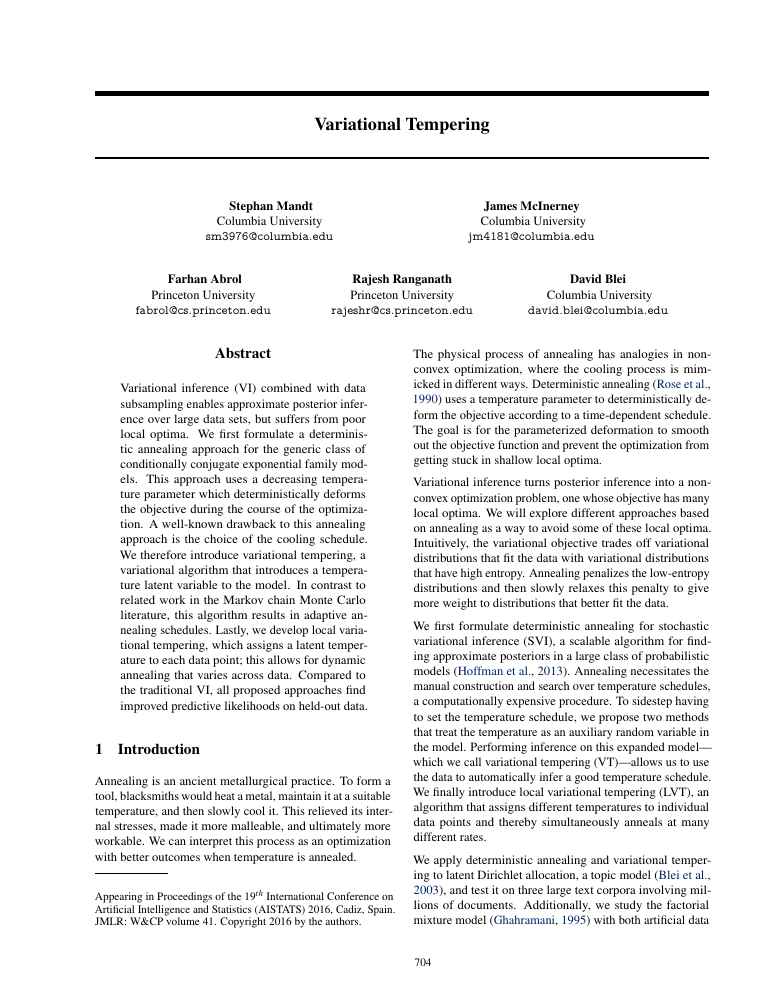 Variational Tempering
Stephan Mandt
Columbia University
sm3976@columbia.edu
James McInerney
Columbia University
jm4181@columbia.edu
Farhan Abrol
Princeton University
fabrol@cs.princeton.edu
Rajesh Ranganath
Princeton University
rajeshr@cs.princeton.edu
David Blei
Columbia University
david.blei@columbia.edu
Abstract
Variational inference (VI) combined with data
subsampling enables approximate posterior infer-
ence over large data sets, but suffers from poor
local optima. We first formulate a determinis-
tic annealing approach for the generic class of
conditionally conjugate exponential family mod-
els. This approach uses a decreasing tempera-
ture parameter which deterministically deforms
the objective during the course of the optimiza-
tion. A well-known drawback to this annealing
approach is the choice of the cooling schedule.
We therefore introduce variational tempering, a
variational algorithm that introduces a tempera-
ture latent variable to the model. In contrast to
related work in the Markov chain Monte Carlo
literature, this algorithm results in adaptive an-
nealing schedules. Lastly, we develop local varia-
tional tempering, which assigns a latent temper-
ature to each data point; this allows for dynamic
annealing that varies across data. Compared to
the traditional VI, all proposed approaches find
improved predictive likelihoods on held-out data.
1 Introduction
Annealing is an ancient metallurgical practice. To form a
tool, blacksmiths would heat a metal, maintain it at a suitable
temperature, and then slowly cool it. This relieved its inter-
nal stresses, made it more malleable, and ultimately more
workable. We can interpret this process as an optimization
with better outcomes when temperature is annealed.
Appearing in Proceedings of the 19th International Conference on
Artificial Intelligence and Statistics (AISTATS) 2016, Cadiz, Spain.
JMLR: W&CP volume 41. Copyright 2016 by the authors.
The physical process of annealing has analogies in non-
convex optimization, where the cooling process is mim-
icked in different ways. Deterministic annealing (Rose et al.,
1990) uses a temperature parameter to deterministically de-
form the objective according to a time-dependent schedule.
The goal is for the parameterized deformation to smooth
out the objective function and prevent the optimization from
getting stuck in shallow local optima.
Variational inference turns posterior inference into a non-
convex optimization problem, one whose objective has many
local optima. We will explore different approaches based
on annealing as a way to avoid some of these local optima.
Intuitively, the variational objective trades off variational
distributions that fit the data with variational distributions
that have high entropy. Annealing penalizes the low-entropy
distributions and then slowly relaxes this penalty to give
more weight to distributions that better fit the data.
We first formulate deterministic annealing for stochastic
variational inference (SVI), a scalable algorithm for find-
ing approximate posteriors in a large class of probabilistic
models (Hoffman et al., 2013). Annealing necessitates the
manual construction and search over temperature schedules,
a computationally expensive procedure. To sidestep having
to set the temperature schedule, we propose two methods
that treat the temperature as an auxiliary random variable in
the model. Performing inference on this expanded model—
which we call variational tempering (VT)—allows us to use
the data to automatically infer a good temperature schedule.
We finally introduce local variational tempering (LVT), an
algorithm that assigns different temperatures to individual
data points and thereby simultaneously anneals at many
different rates.
We apply deterministic annealing and variational temper-
ing to latent Dirichlet allocation, a topic model (Blei et al.,
2003), and test it on three large text corpora involving mil-
lions of documents. Additionally, we study the factorial
mixture model (Ghahramani, 1995) with both artificial data
704